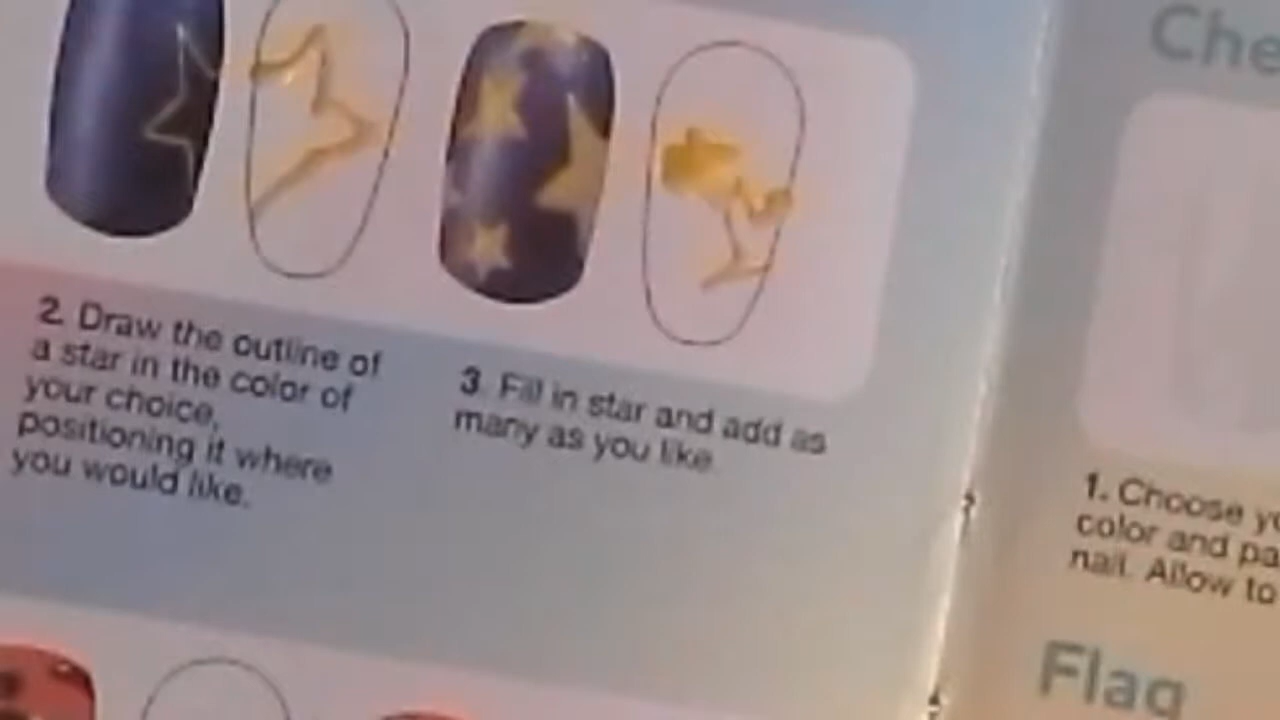 2. Draw the outline of
a star in the color of
your choice,
positioning it where
you would like.
3. Fill in star and add as
many as you like.
Che
1. Choose yo
color and pa
nail. Allow to
Flag